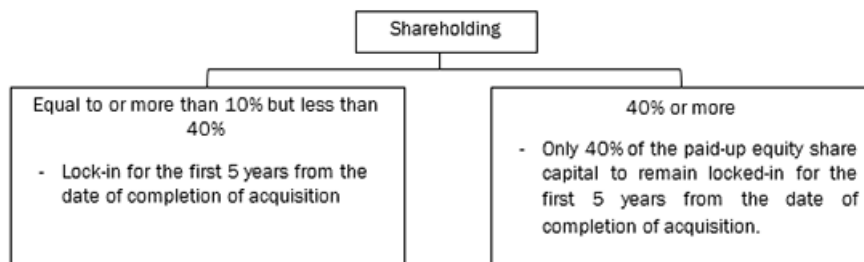 Shareholding
Equal to or more than 10% but less than
40%
- Lock-in for the first 5 years from the
date of completion of acquisition
40% or more
- Only 40% of the paid-up equity share
capital to remain locked-in for the
first 5 years from the date of
completion of acquisition.